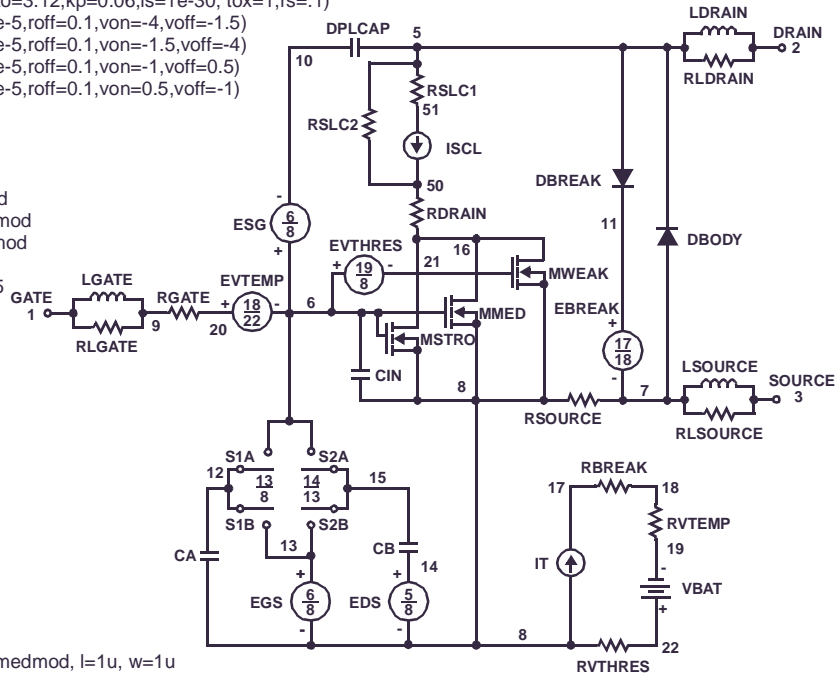 to=3.12,kp=0.06,is=1e-30, tox=1,rs=.1)
e-5,roff=0.1,von=-4,voff=-1.5)
e-5,roff=0.1,von=-1.5,voff=-4)
e-5,roff=0.1,von=-1,voff=0.5)
e-5,roff=0.1,von=0.5,voff=-1)
d
mod
mod
5
medmod, l=1u, w=1u
LDRAIN
DPLCAP 5 DRAIN
10 2
RLDRAIN
RSLC1
51
RSLC2
ISCL
50
DBREAK
RDRAIN
-
ESG 6/8
+
11
DBODY
EVTHRES
16
+ 19/8 -
21
MWEAK
LGATE
EVTEMP
GATE
1
RGATE
+ 18/22 -
6
EBREAK
MMED
+
9
20
RLGATE
MSTRO
17/18
-
LSOURCE
CIN
8
7
SOURCE
3
RSOURCE
RLSOURCE
S1A
S2A
12
13/8
14/13
15
S1B
S2B
13
CA
CB
14
+
EGS 6/8
-
+
EDS 5/8
-
RBREAK
17
18
RVTEMP
19
IT
-
VBAT
+
8
22
RVTHRES